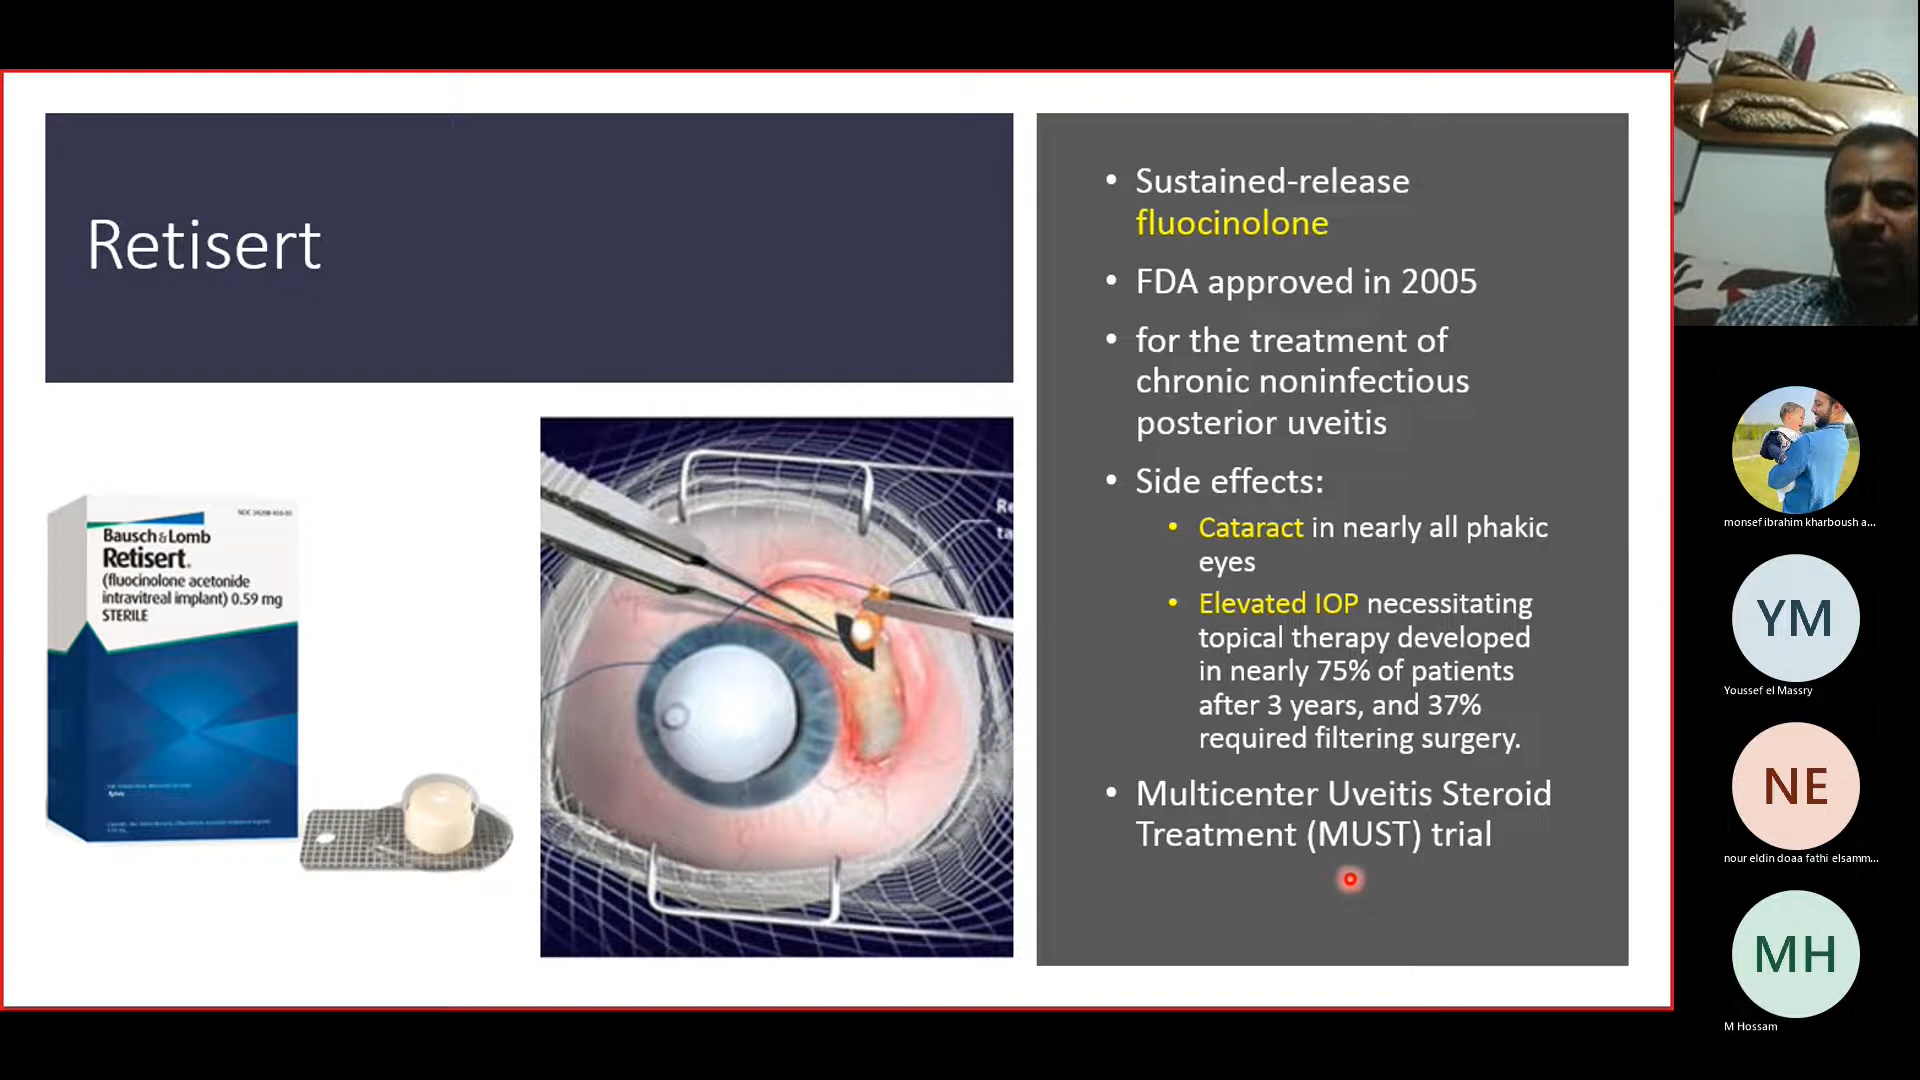 Retisert
Sustained-release
fluocinolone
FDA approved in 2005
for the treatment of
chronic noninfectious
posterior uveitis
Side effects:
Cataract in nearly all phakic
eyes
Elevated IOP necessitating
topical therapy developed
in nearly 75% of patients
after 3 years, and 37%
required filtering surgery.
Multicenter Uveitis Steroid
Treatment (MUST) trial
Bausch & Lomb
Retisert.
(fluocinolone acetonide
intravitreal implant) 0.59 mg
STERILE
Re
ta
monsef ibrahim kharboush a...
YM
Youssef el Massry
NE
nour eldin doaa fathi elsamm...
MH
M Hossam